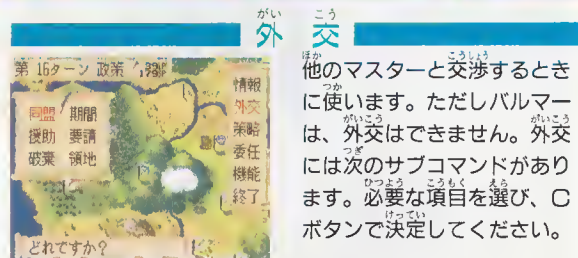 外交
第 16ターン 政策
情報
外交
策略
委任
機能
終了
同盟 期間
援助 要請
破棄 領地
どれですか?
他のマスターと交渉するとき
に使います。ただしバルマー
は、外交はできません。外交
には次のサブコマンドがあり
ます。必要な項目を選び、C
ボタンで決定してください。